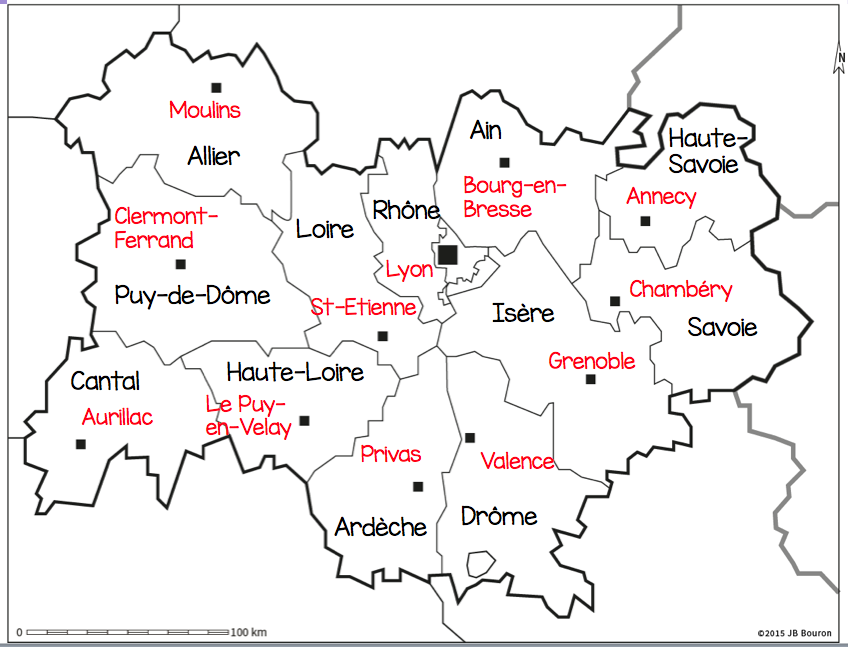 N
Moulins
Allier
Ain
Haute-
Savoie
Bourg-en-
Bresse
Annecy
Clermont-
Ferrand
Rhône
Loire
Lyon
Puy-de-Dôme
St-Etienne
Isère
Chambéry
Savoie
Grenoble
Cantal
Haute-Loire
Aurillac
Le Puy-
en-Velay
Privas
Valence
Ardèche
Drôme
0 100 km
©2015 JB Bouron